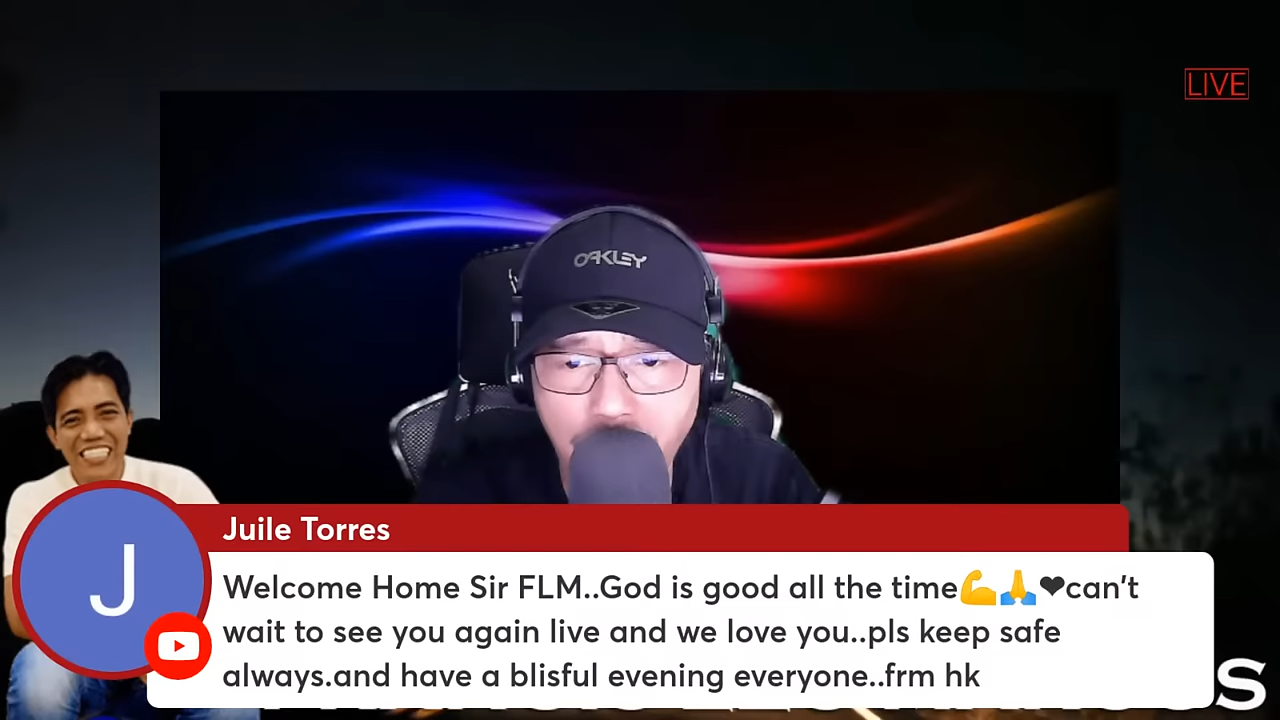 LIVE
OAKLEY
Juile Torres
J
Welcome Home Sir FLM..God is good all the time💪🙏❤can't
wait to see you again live and we love you..pls keep safe
always.and have a blisful evening everyone..frm hk